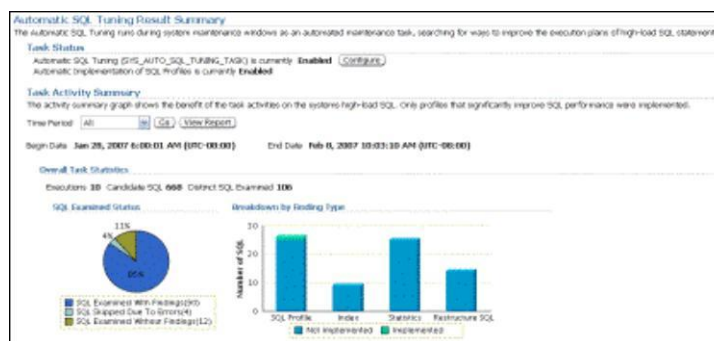 Automatic SQL Tuning Result Summary
The Automatic SQL Tuning runs during system maintenance windows as an automated maintenance task, searching for ways to improve the execution plans of high-load SQL statement
Task Status
Automatic SQL Tuning (SYS_AUTO_SQL_TUNING_TASK) is currently Enabled Configure
Automatic Implementation of SQL Profiles is currently Enabled
Task Activity Summary
The activity summary graph shows the benefit of the task activities on the systems high-load SQL. Only profiles that significantly improve SQL performance were implemented.
Time Period All Go View Report
Begin Date Jan 28, 2007 6:00:01 AM (UTC-08:00) End Date Feb 8, 2007 10:03:10 AM (UTC-08:00)
Overall Task Statistics
Executions 10 Candidate SQL 668 Distinct SQL Examined 106
SQL Examined Status
Breakdown by Finding Type
11%
4%
85%
SQL Examined With Findings(90)
SQL Skipped Due To Errors(4)
SQL Examined Without Findings(12)
Number of SQL
30
20
10
0
SQL Profile Index Statistics Restructure SQL
Not Implemented Implemented